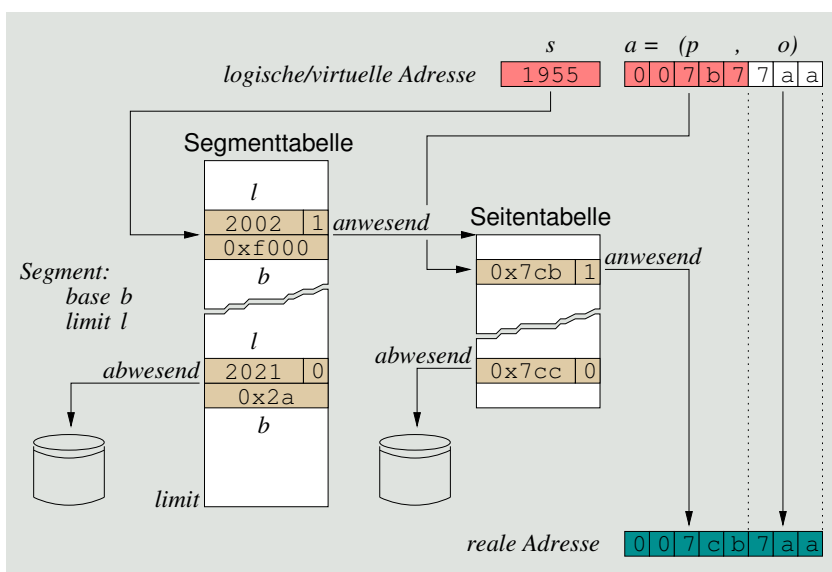 s a = (p , o)
logische/virtuelle Adresse 1955 0 0 7 b 7 7 a a
Segmenttabelle
l
2002 1 anwesend
0xf000
b
Seitentabelle
0x7cb 1 anwesend
Segment:
base b
limit l
l
abwesend 2021 0
0x2a
b
abwesend 0x7cc 0
limit
reale Adresse 0 0 7 c b 7 a a